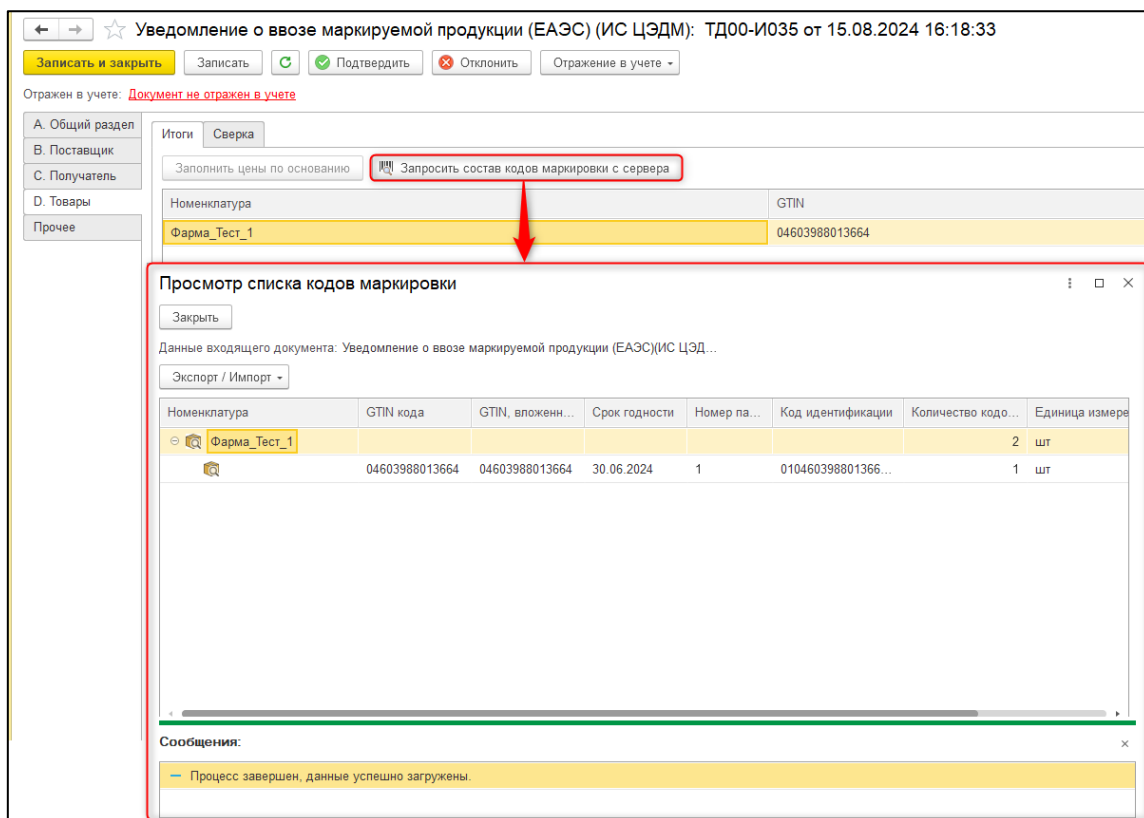 Уведомление о ввозе маркируемой продукции (ЕАЭС) (ИС ЦЭДМ): ТД00-И035 от 15.08.2024 16:18:33
Записать и закрыть Записать Подтвердить Отклонить Отражение в учете
Отражен в учете: Документ не отражен в учете
А. Общий раздел
В. Поставщик
С. Получатель
D. Товары
Прочее
Итоги Сверка
Заполнить цены по основанию Запросить состав кодов маркировки с сервера
Номенклатура GTIN
Фарма_Тест_1 04603988013664
Просмотр списка кодов маркировки
Закрыть
Данные входящего документа: Уведомление о ввозе маркируемой продукции (ЕАЭС)(ИС ЦЭД...
Экспорт / Импорт
Номенклатура GTIN кода GTIN, вложенн... Срок годности Номер па... Код идентификации Количество кодо... Единица измере
Фарма_Тест_1 2 шт
04603988013664 04603988013664 30.06.2024 1 010460398801366... 1 шт
Сообщения:
Процесс завершен, данные успешно загружены.